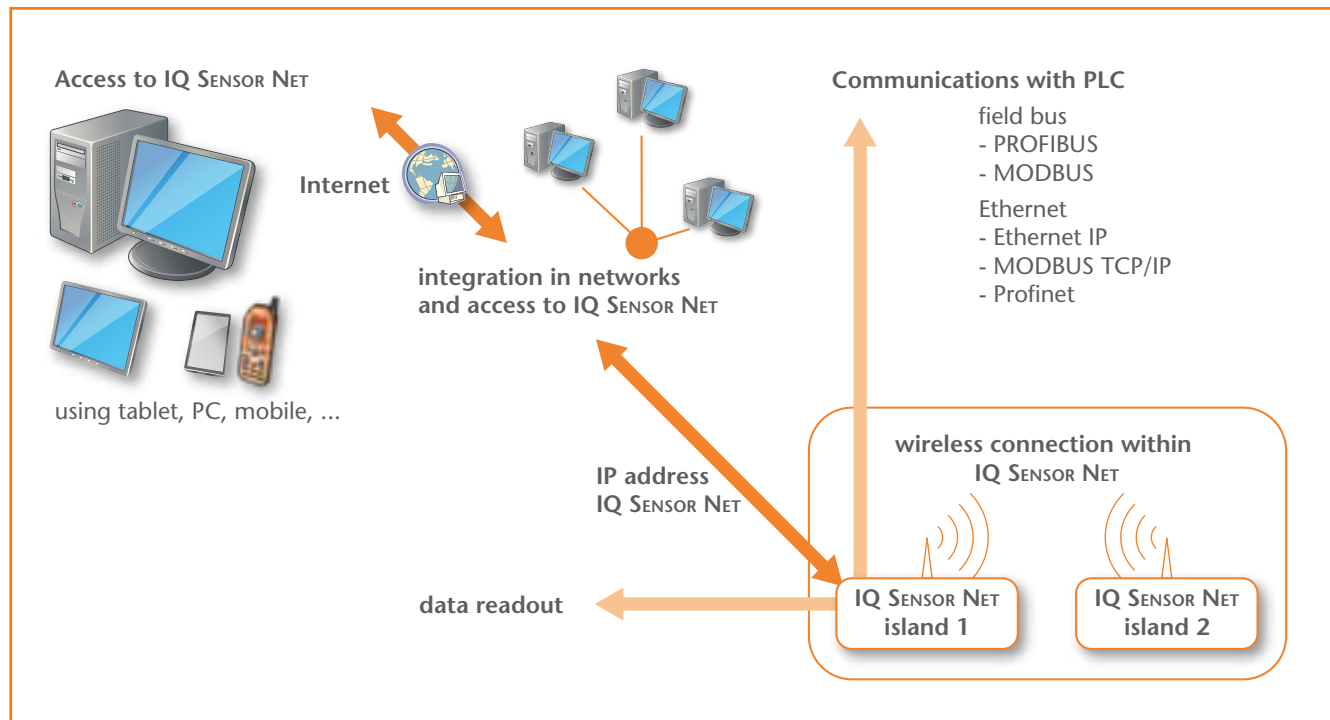 Access to IQ SENSOR NET
Internet
using tablet, PC, mobile, ...
integration in networks
and access to IQ SENSOR NET
Communications with PLC
field bus
- PROFIBUS
- MODBUS
Ethernet
- Ethernet IP
- MODBUS TCP/IP
- Profinet
IP address
IQ SENSOR NET
data readout
wireless connection within
IQ SENSOR NET
IQ SENSOR NET
island 1
IQ SENSOR NET
island 2